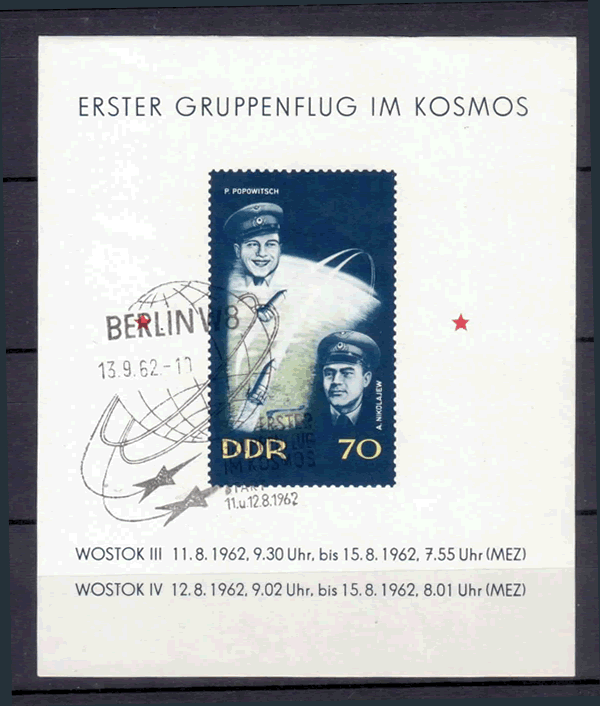 ERSTER GRUPPENFLUG IM KOSMOS
P. POPOWITSCH
BERLIN W8
13.9.62-1
A. NIKOLAJEW
DDR 70
ERSTER
IM KOSMOS
START
11.u.12.8.1962
WOSTOK III 11.8.1962, 9.30 Uhr, bis 15.8.1962, 7.55 Uhr (MEZ)
WOSTOK IV 12.8.1962, 9.02 Uhr, bis 15.8.1962, 8.01 Uhr (MEZ)